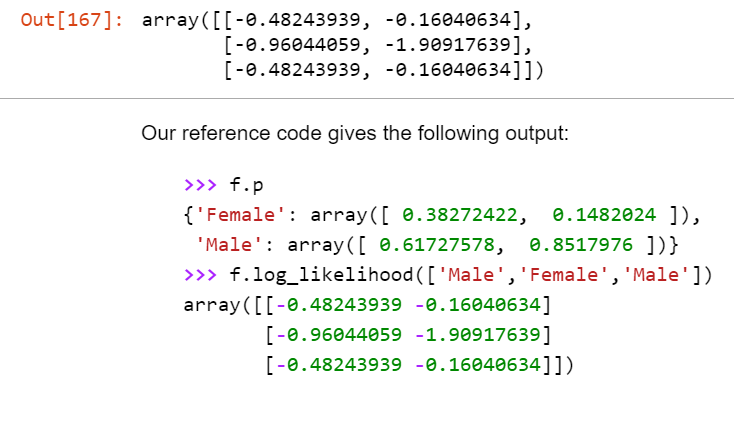 Out[167]: array([[-0.48243939, -0.16040634],
[-0.96044059, -1.90917639],
[-0.48243939, -0.16040634]])
Our reference code gives the following output:
>>> f.p
{'Female': array([ 0.38272422,  0.1482024 ]),
'Male': array([ 0.61727578,  0.8517976 ])}
>>> f.log_likelihood(['Male','Female','Male'])
array([[-0.48243939 -0.16040634]
[-0.96044059 -1.90917639]
[-0.48243939 -0.16040634]])